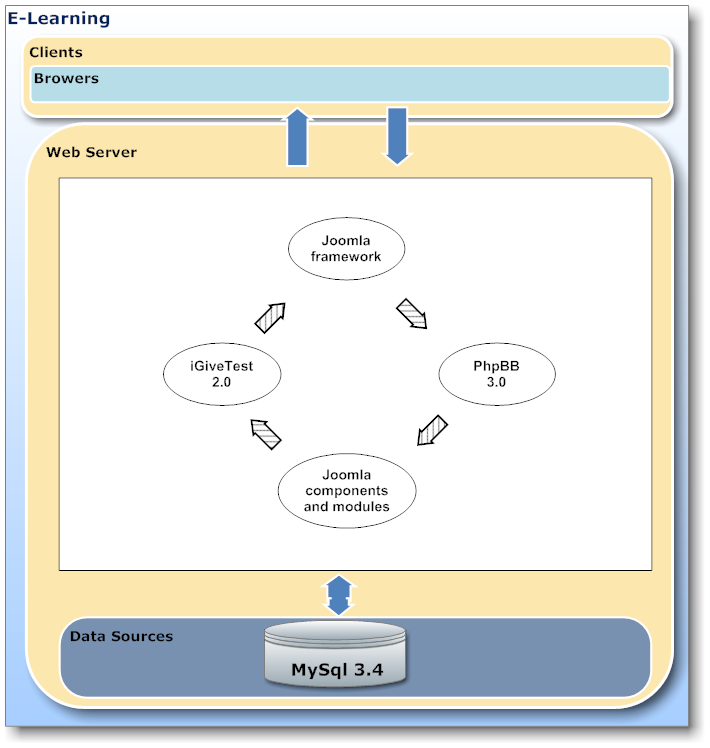 E-Learning
Clients
Browers
Web Server
Joomla
framework
iGiveTest
2.0
PhpBB
3.0
Joomla
components
and modules
Data Sources
MySql 3.4